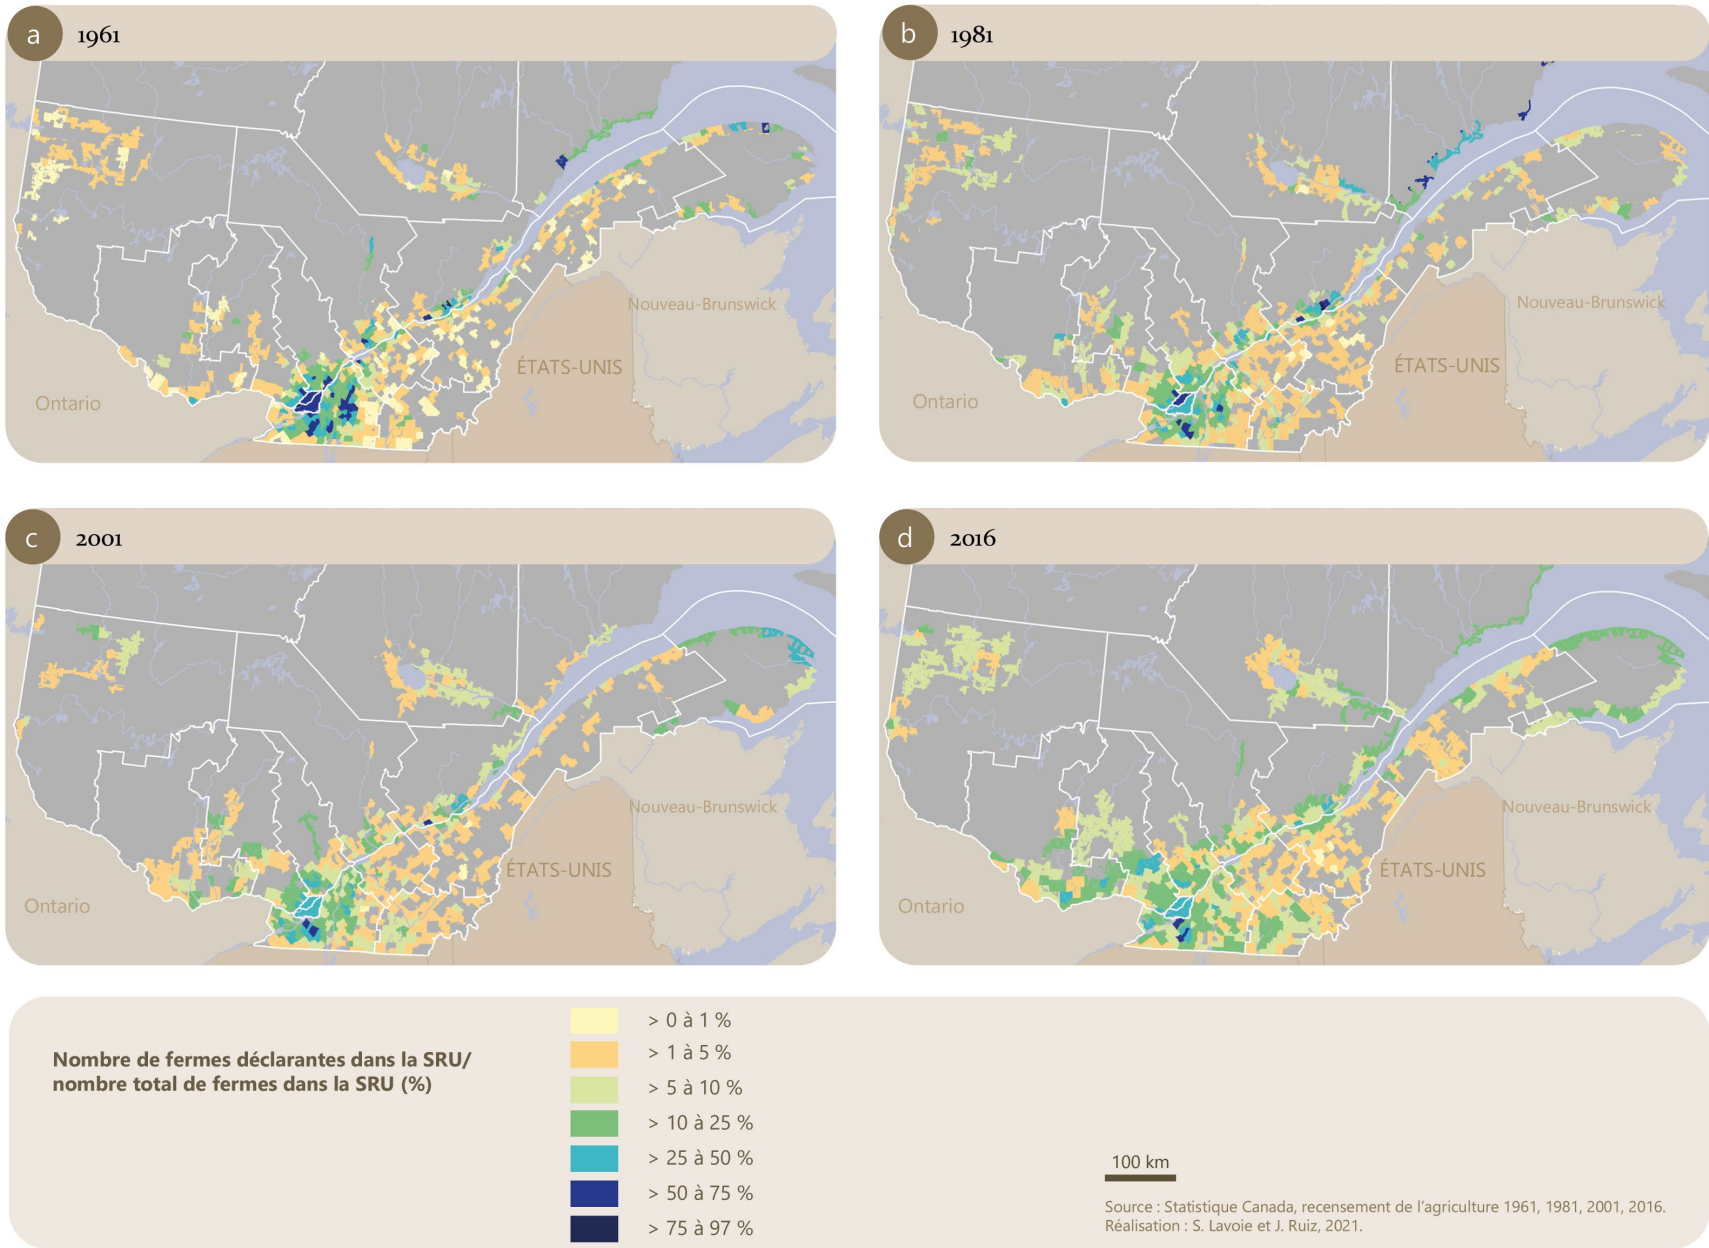 a
1961
Nouveau-Brunswick
ÉTATS-UNIS
Ontario
b
1981
Nouveau-Brunswick
ÉTATS-UNIS
Ontario
c
2001
Nouveau-Brunswick
ÉTATS-UNIS
Ontario
d
2016
Nouveau-Brunswick
ÉTATS-UNIS
Ontario
Nombre de fermes déclarantes dans la SRU/
nombre total de fermes dans la SRU (%)
> 0 à 1 %
> 1 à 5 %
> 5 à 10 %
> 10 à 25 %
> 25 à 50 %
> 50 à 75 %
> 75 à 97 %
100 km
Source : Statistique Canada, recensement de l'agriculture 1961, 1981, 2001, 2016.
Réalisation : S. Lavoie et J. Ruiz, 2021.